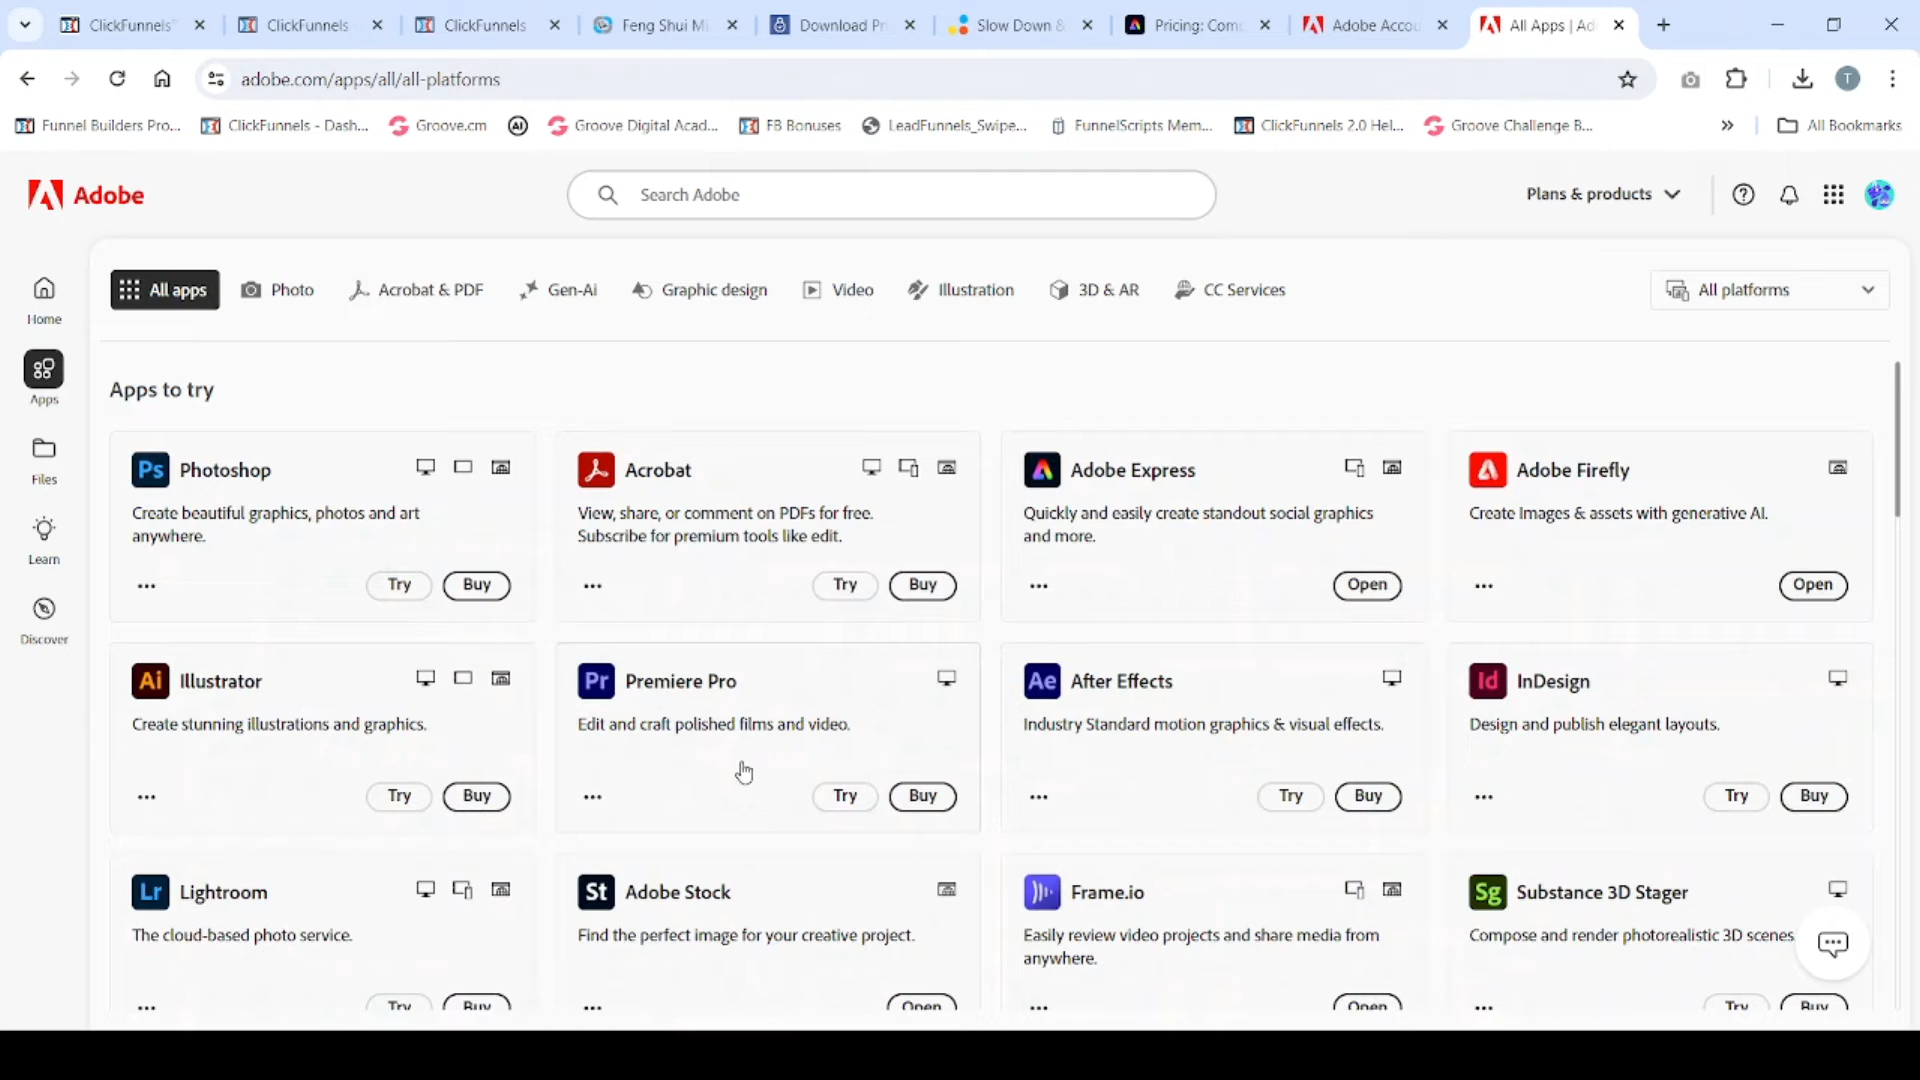 ClickFunnels
ClickFunnels
ClickFunnels
Feng Shui Mi
Download Pr
Slow Down &
Pricing: Com
Adobe Accou
All Apps | Ad
adobe.com/apps/all/all-platforms
T
Funnel Builders Pro...
ClickFunnels - Dash...
Groove.cm
AI
Groove Digital Acad...
FB Bonuses
LeadFunnels_Swipe...
FunnelScripts Mem...
ClickFunnels 2.0 Hel...
Groove Challenge B...
All Bookmarks
Adobe
Search Adobe
Plans & products
All apps
Photo
Acrobat & PDF
Gen-Ai
Graphic design
Video
Illustration
3D & AR
CC Services
All platforms
Home
Apps
Files
Learn
Discover
Apps to try
Ps Photoshop
Create beautiful graphics, photos and art
anywhere.
Try Buy
Acrobat
View, share, or comment on PDFs for free.
Subscribe for premium tools like edit.
Try Buy
Adobe Express
Quickly and easily create standout social graphics
and more.
Open
Adobe Firefly
Create Images & assets with generative AI.
Open
Ai Illustrator
Create stunning illustrations and graphics.
Try Buy
Pr Premiere Pro
Edit and craft polished films and video.
Try Buy
Ae After Effects
Industry Standard motion graphics & visual effects.
Try Buy
Id InDesign
Design and publish elegant layouts.
Try Buy
Lr Lightroom
The cloud-based photo service.
Try Buy
St Adobe Stock
Find the perfect image for your creative project.
Open
Frame.io
Easily review video projects and share media from
anywhere.
Open
Sg Substance 3D Stager
Compose and render photorealistic 3D scenes
Try Buy